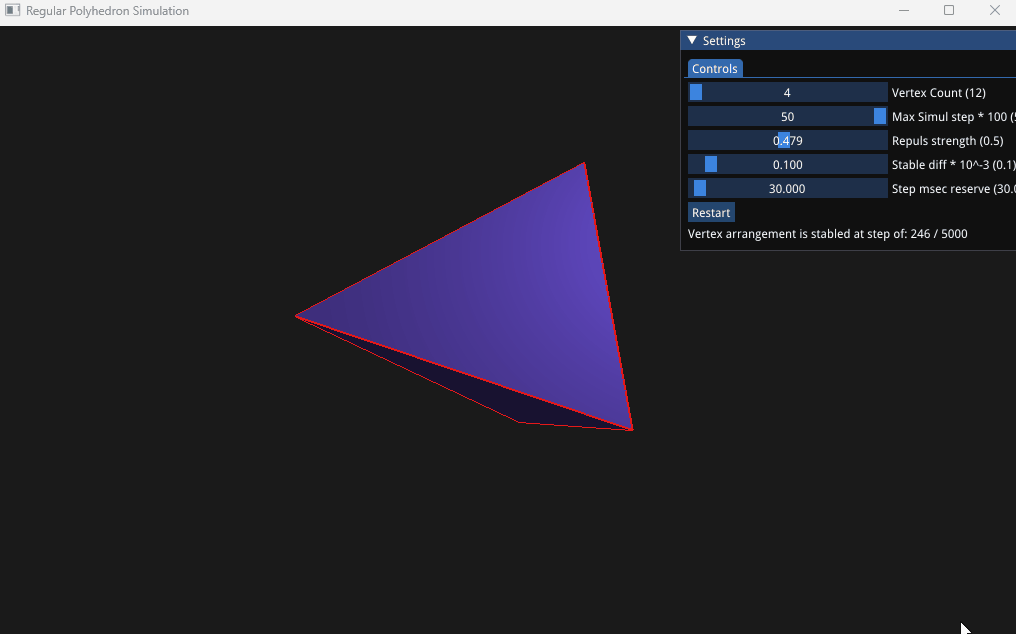 Regular Polyhedron Simulation
Settings
Controls
4 Vertex Count (12)
50 Max Simul step * 100 (
0.479 Repuls strength (0.5)
0.100 Stable diff * 10^-3 (0.1)
30.000 Step msec reserve (30.
Restart
Vertex arrangement is stabled at step of: 246 / 5000